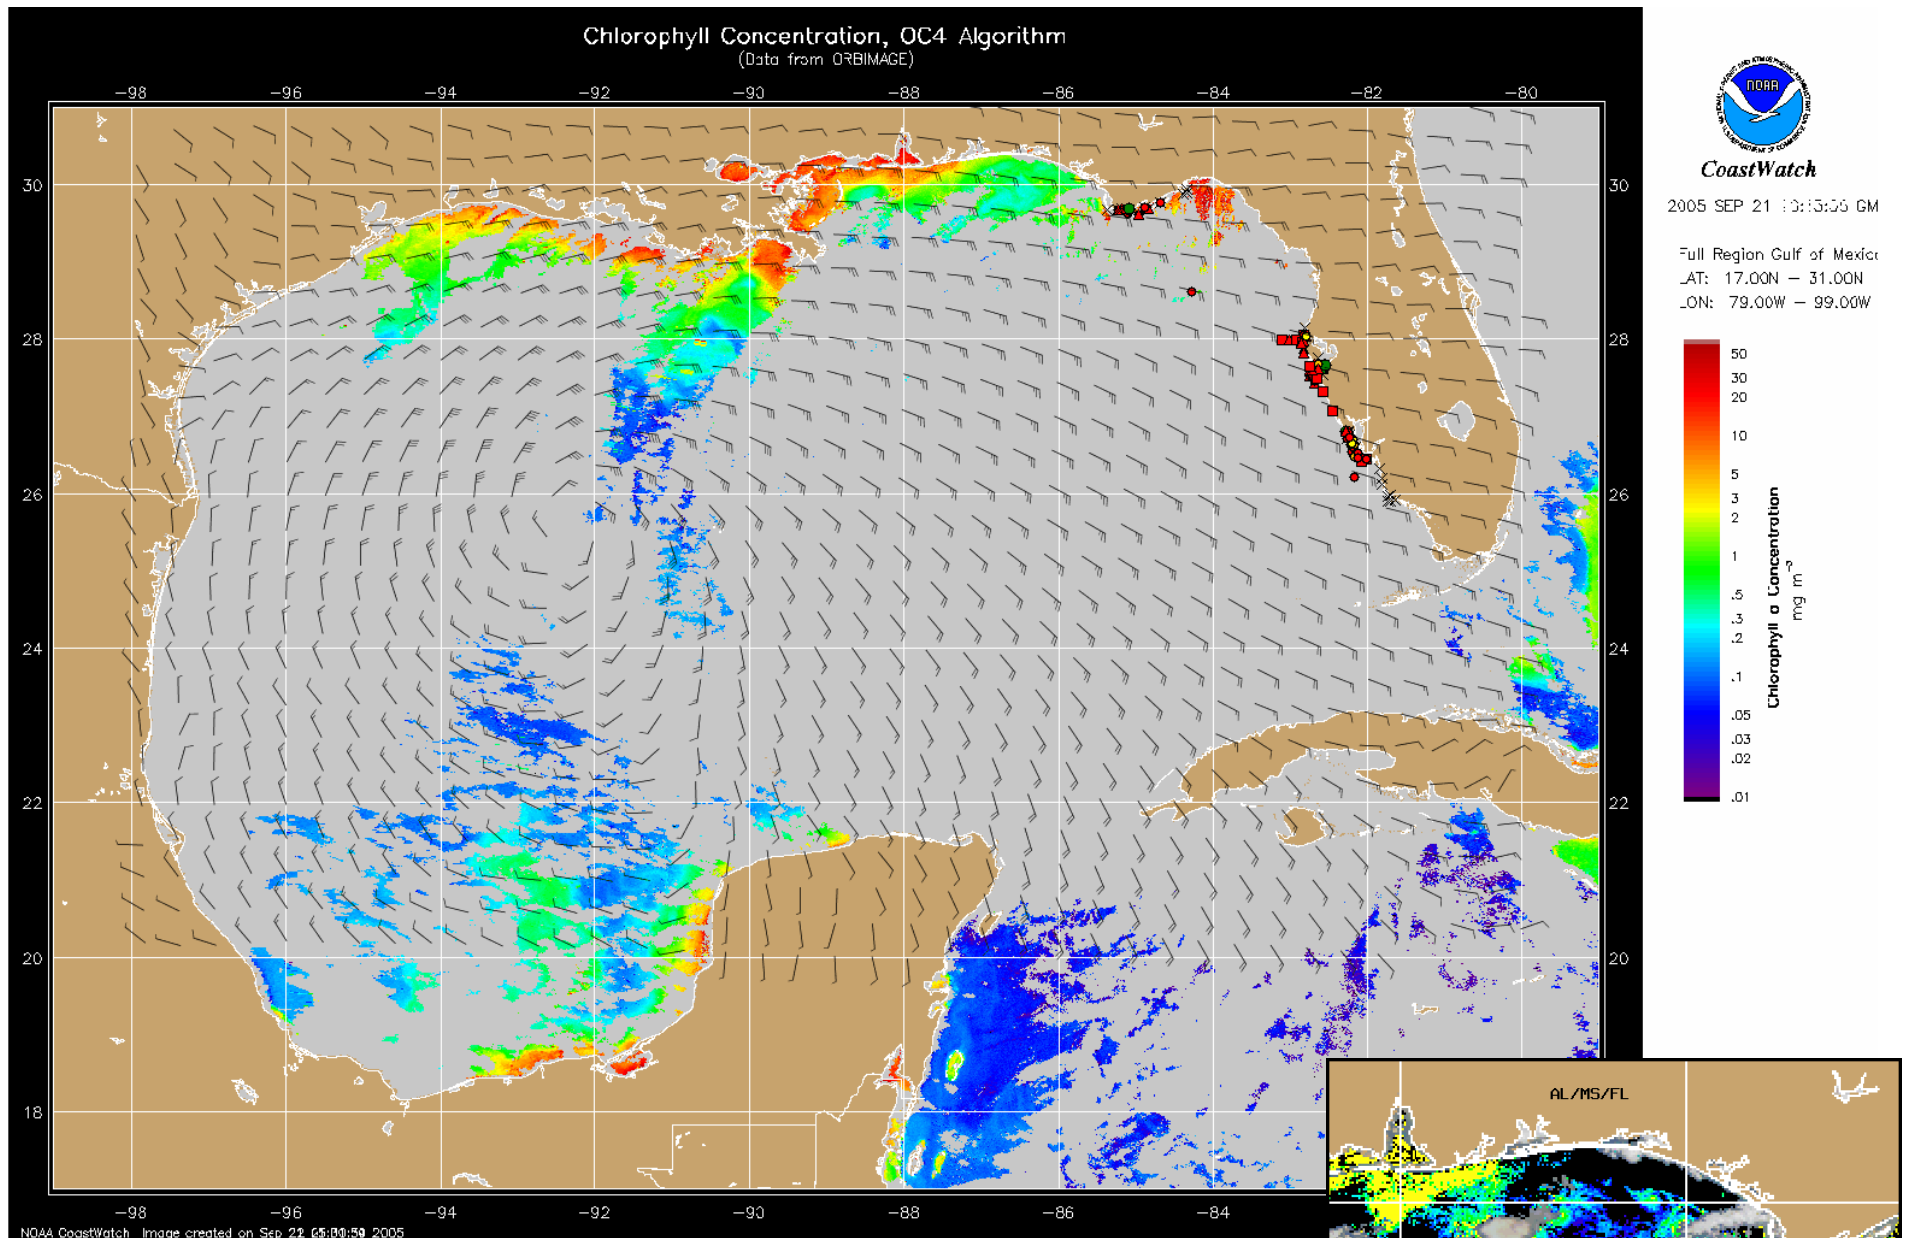 Chlorophyll Concentration, OC4 Algorithm
(Data from ORBIMAGE)
-98 -96 -94 -92 -90 -88 -86 -84 -82 -80
30 30
28 28
26 26
24 24
22 22
20 20
18
-98 -96 -94 -92 -90 -88 -86 -84
NOAA CoastWatch Image created on Sep 2005
NOAA
CoastWatch
2005 SEP 21 GM
Full Region Gulf of Mexico
LAT: 17.00N - 31.00N
LON: 79.00W - 99.00W
50
30
20
10
5
3
2
1
.5
.3
.2
.1
.05
.03
.02
.01
Chlorophyll a Concentration
mg m⁻³
AL/MS/FL